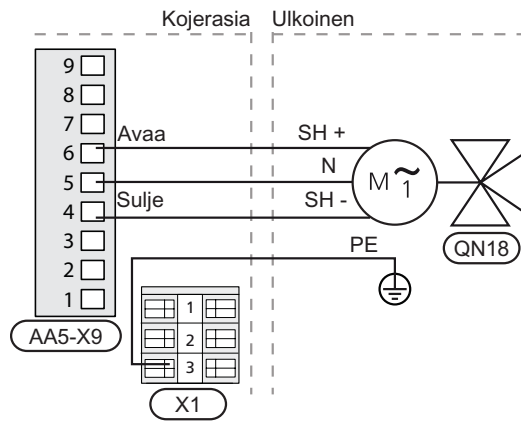 Kojerasia Ulkoinen
9
8
7
6 Avaa SH +
5 N
4 Sulje SH -
3
2
1
M ~ 1
PE
QN18
AA5-X9
1
2
3
X1